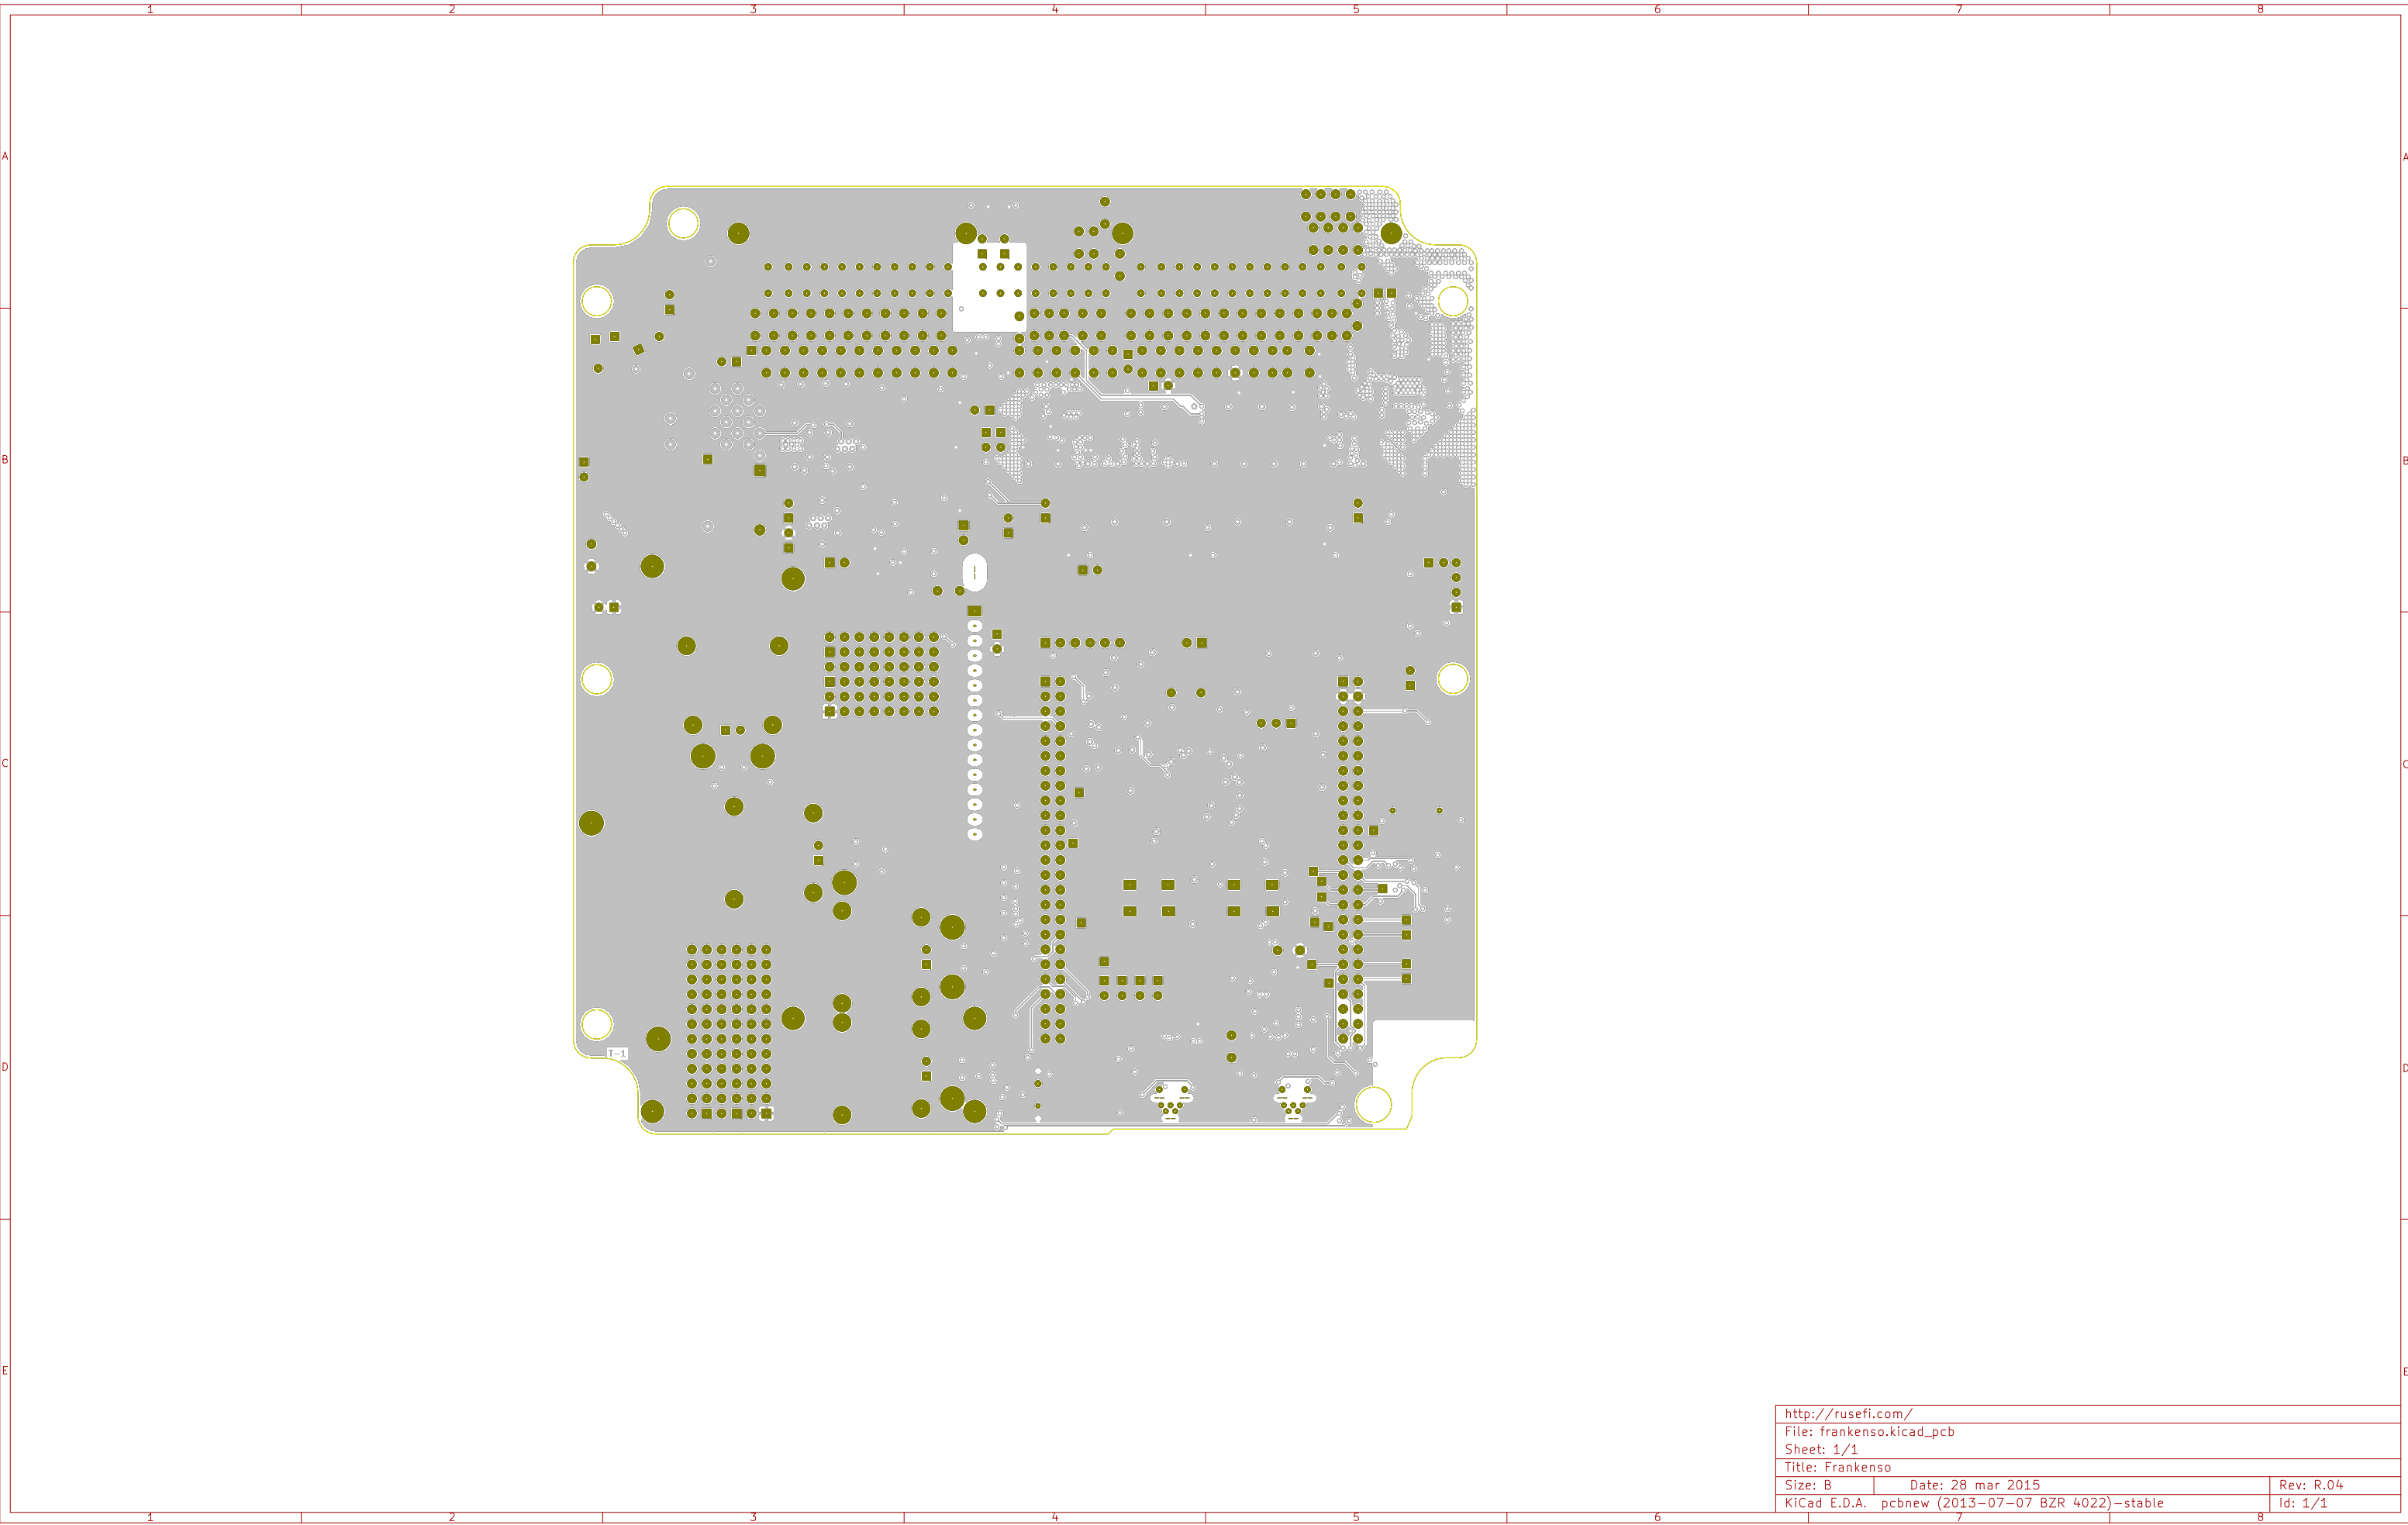 1 2 3 4 5 6 7 8
A A
B B
C C
T-1
D D
E E
http://rusefi.com/
File: frankenso.kicad_pcb
Sheet: 1/1
Title: Frankenso
Size: B Date: 28 mar 2015 Rev: R.04
KiCad E.D.A. pcbnew (2013-07-07 BZR 4022)-stable Id: 1/1
1 2 3 4 5 6 7 8